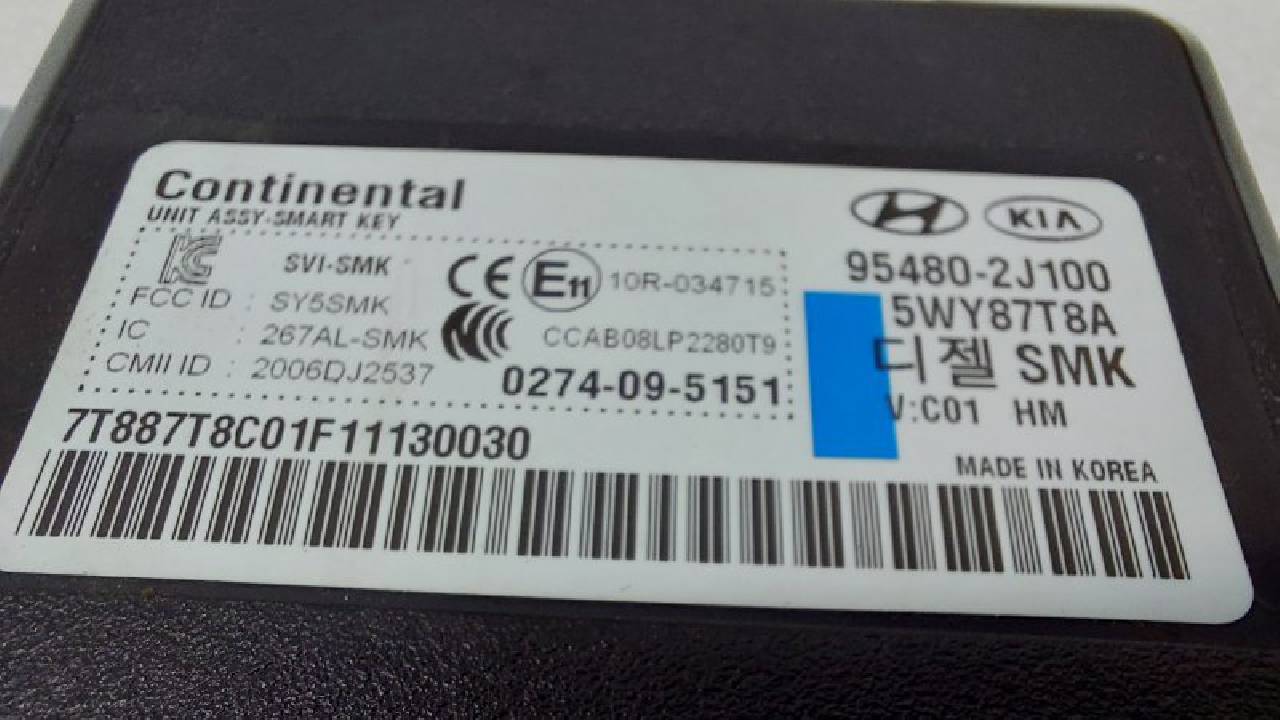 Continental
UNIT ASSY-SMART KEY
KIA
SVI-SMK
CE E11 10R-034715
95480-2J100
FCC ID : SY5SMK
5WY87T8A
IC : 267AL-SMK
CCAB08LP2280T9
디젤 SMK
CMII ID : 2006DJ2537
0274-09-5151
V:C01 HM
7T887T8C01F11130030
MADE IN KOREA